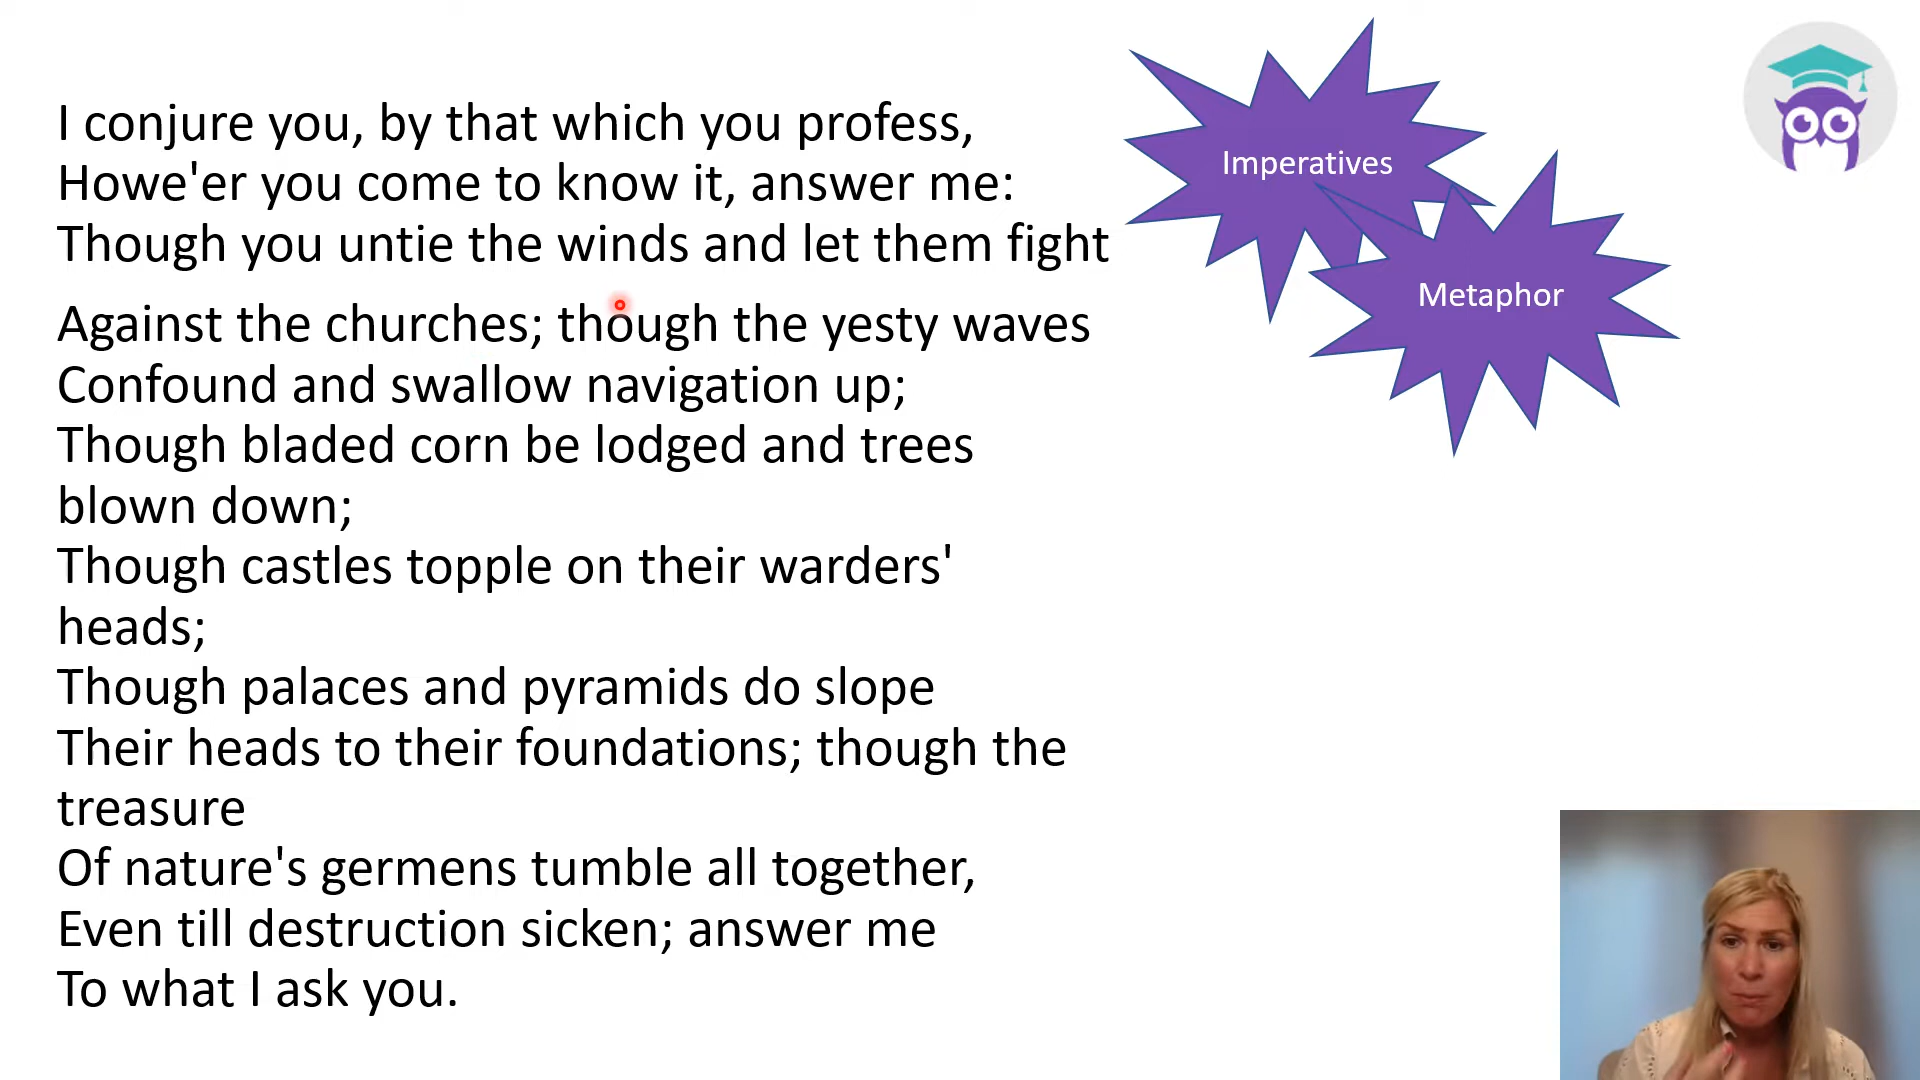 I conjure you, by that which you profess,
Howe'er you come to know it, answer me:
Though you untie the winds and let them fight
Against the churches; though the yesty waves
Confound and swallow navigation up;
Though bladed corn be lodged and trees
blown down;
Though castles topple on their warders'
heads;
Though palaces and pyramids do slope
Their heads to their foundations; though the
treasure
Of nature's germens tumble all together,
Even till destruction sicken; answer me
To what I ask you.
Imperatives
Metaphor